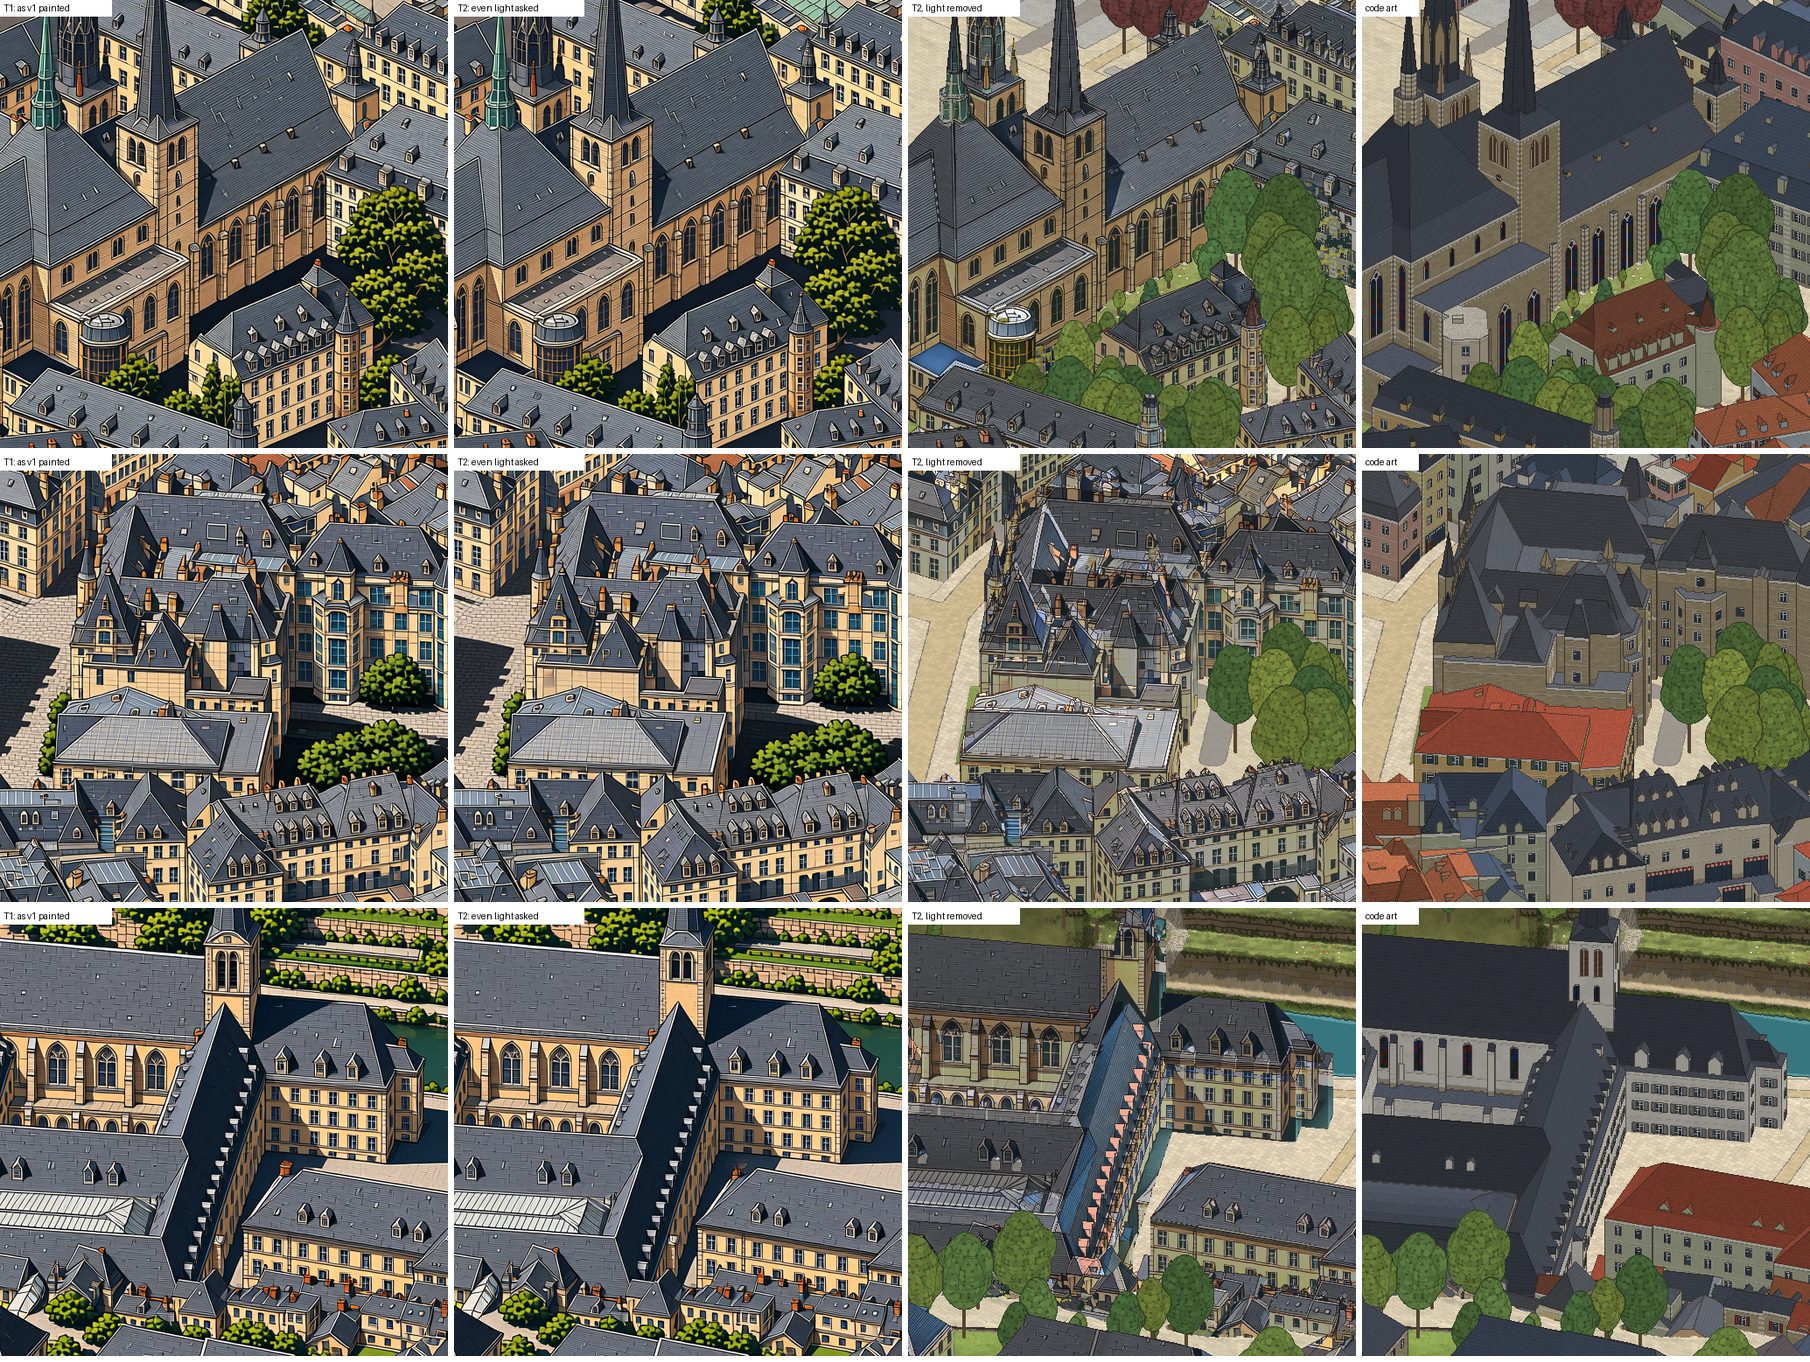 T1: as v1 painted
T2: even light asked
T2, light removed
code art
T1: as v1 painted
T2: even light asked
T2, light removed
code art
T1: as v1 painted
T2: even light asked
T2, light removed
code art